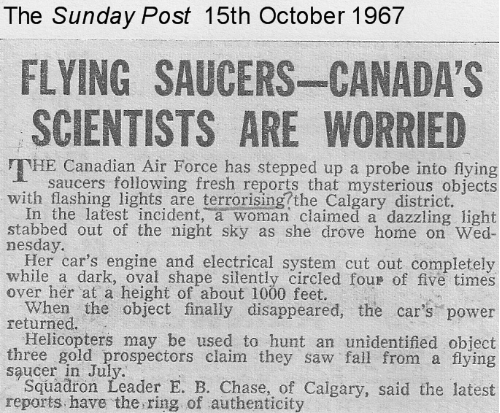 The Sunday Post 15th October 1967
FLYING SAUCERS—CANADA'S
SCIENTISTS ARE WORRIED
THE Canadian Air Force has stepped up a probe into flying
saucers following fresh reports that mysterious objects
with flashing lights are terrorising?the Calgary district.
In the latest incident, a woman claimed a dazzling light
stabbed out of the night sky as she drove home on Wed-
nesday.
Her car's engine and electrical system cut out completely
while a dark, oval shape silently circled four of five times
over her at a height of about 1000 feet.
When the object finally disappeared, the car's power
returned.
Helicopters may be used to hunt an unidentified object
three gold prospectors claim they saw fall from a flying
saucer in July.
Squadron Leader E. B. Chase, of Calgary, said the latest
reports have the ring of authenticity